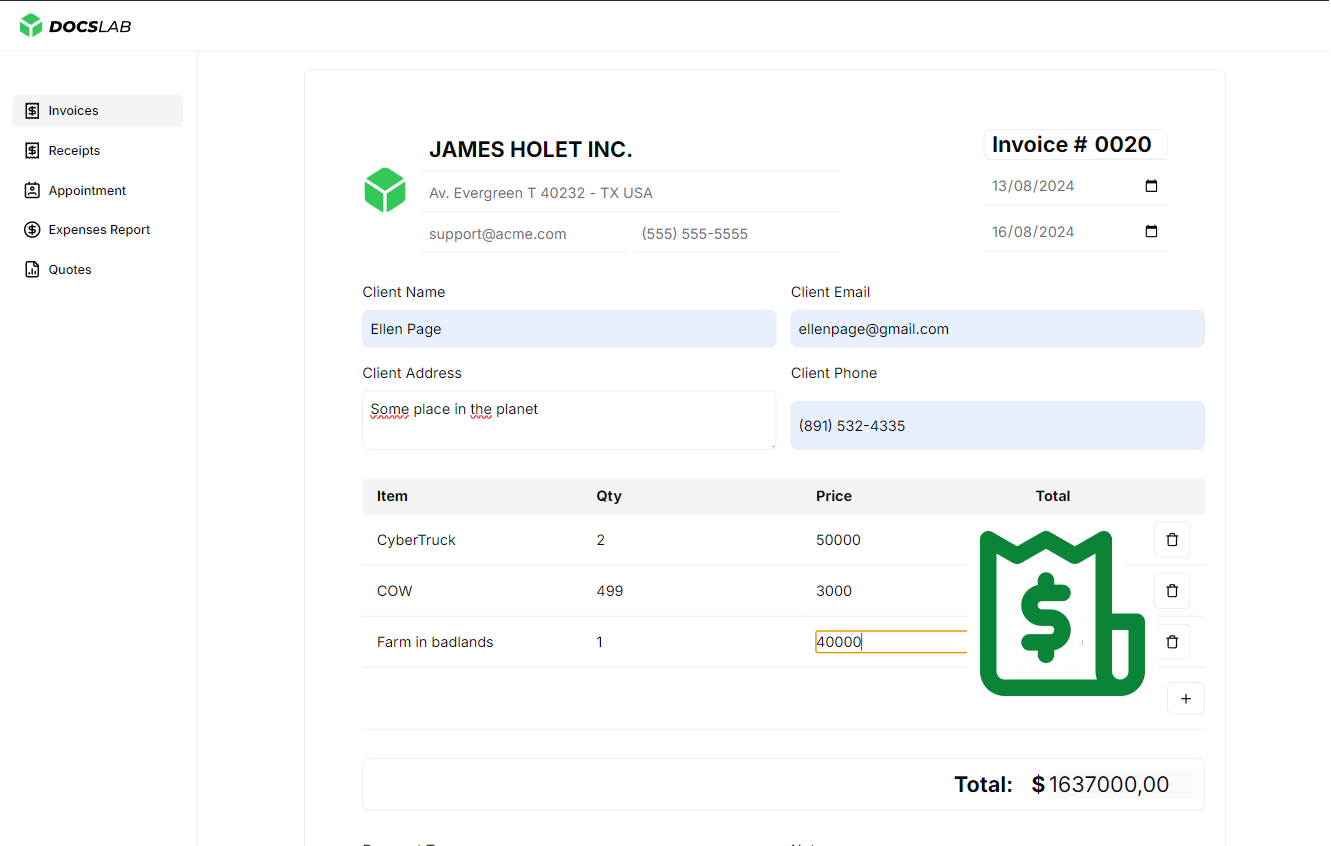 DOCSLAB
Invoices
Receipts
Appointment
Expenses Report
Quotes
JAMES HOLET INC.
Av. Evergreen T 40232 - TX USA
support@acme.com (555) 555-5555
Invoice # 0020
13/08/2024
16/08/2024
Client Name Client Email
Ellen Page ellenpage@gmail.com
Client Address Client Phone
Some place in the planet (891) 532-4335
Item Qty Price Total
CyberTruck 2 50000
COW 499 3000
Farm in badlands 1 40000
$
+
Total: $ 1637000,00